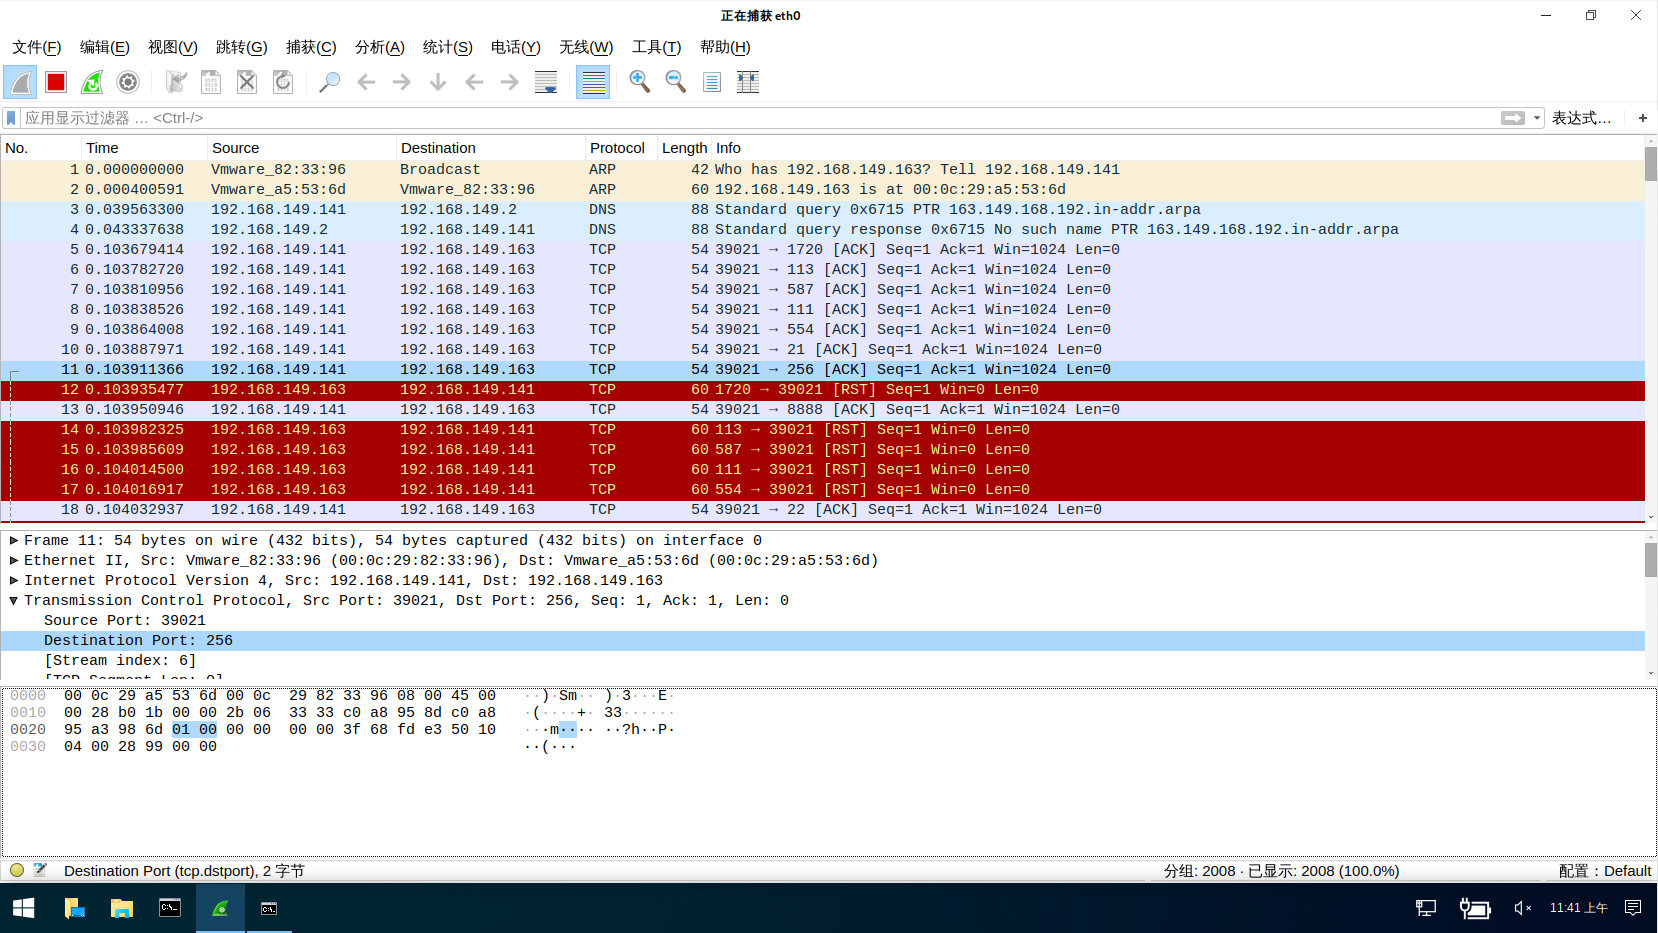 正在捕获 eth0
文件(F) 编辑(E) 视图(V) 跳转(G) 捕获(C) 分析(A) 统计(S) 电话(Y) 无线(W) 工具(T) 帮助(H)
应用显示过滤器 … <Ctrl-/> 表达式… +
No. Time Source Destination Protocol Length Info
1 0.000000000 Vmware_82:33:96 Broadcast ARP 42 Who has 192.168.149.163? Tell 192.168.149.141
2 0.000400591 Vmware_a5:53:6d Vmware_82:33:96 ARP 60 192.168.149.163 is at 00:0c:29:a5:53:6d
3 0.039563300 192.168.149.141 192.168.149.2 DNS 88 Standard query 0x6715 PTR 163.149.168.192.in-addr.arpa
4 0.043337638 192.168.149.2 192.168.149.141 DNS 88 Standard query response 0x6715 No such name PTR 163.149.168.192.in-addr.arpa
5 0.103679414 192.168.149.141 192.168.149.163 TCP 54 39021 → 1720 [ACK] Seq=1 Ack=1 Win=1024 Len=0
6 0.103782720 192.168.149.141 192.168.149.163 TCP 54 39021 → 113 [ACK] Seq=1 Ack=1 Win=1024 Len=0
7 0.103810956 192.168.149.141 192.168.149.163 TCP 54 39021 → 587 [ACK] Seq=1 Ack=1 Win=1024 Len=0
8 0.103838526 192.168.149.141 192.168.149.163 TCP 54 39021 → 111 [ACK] Seq=1 Ack=1 Win=1024 Len=0
9 0.103864008 192.168.149.141 192.168.149.163 TCP 54 39021 → 554 [ACK] Seq=1 Ack=1 Win=1024 Len=0
10 0.103887971 192.168.149.141 192.168.149.163 TCP 54 39021 → 21 [ACK] Seq=1 Ack=1 Win=1024 Len=0
11 0.103911366 192.168.149.141 192.168.149.163 TCP 54 39021 → 256 [ACK] Seq=1 Ack=1 Win=1024 Len=0
12 0.103935477 192.168.149.163 192.168.149.141 TCP 60 1720 → 39021 [RST] Seq=1 Win=0 Len=0
13 0.103950946 192.168.149.141 192.168.149.163 TCP 54 39021 → 8888 [ACK] Seq=1 Ack=1 Win=1024 Len=0
14 0.103982325 192.168.149.163 192.168.149.141 TCP 60 113 → 39021 [RST] Seq=1 Win=0 Len=0
15 0.103985609 192.168.149.163 192.168.149.141 TCP 60 587 → 39021 [RST] Seq=1 Win=0 Len=0
16 0.104014500 192.168.149.163 192.168.149.141 TCP 60 111 → 39021 [RST] Seq=1 Win=0 Len=0
17 0.104016917 192.168.149.163 192.168.149.141 TCP 60 554 → 39021 [RST] Seq=1 Win=0 Len=0
18 0.104032937 192.168.149.141 192.168.149.163 TCP 54 39021 → 22 [ACK] Seq=1 Ack=1 Win=1024 Len=0
Frame 11: 54 bytes on wire (432 bits), 54 bytes captured (432 bits) on interface 0
Ethernet II, Src: Vmware_82:33:96 (00:0c:29:82:33:96), Dst: Vmware_a5:53:6d (00:0c:29:a5:53:6d)
Internet Protocol Version 4, Src: 192.168.149.141, Dst: 192.168.149.163
Transmission Control Protocol, Src Port: 39021, Dst Port: 256, Seq: 1, Ack: 1, Len: 0
Source Port: 39021
Destination Port: 256
[Stream index: 6]
[TCP Segment Len: 0]
0000 00 0c 29 a5 53 6d 00 0c 29 82 33 96 08 00 45 00 ··)·Sm·· )·3···E·
0010 00 28 b0 1b 00 00 2b 06 33 33 c0 a8 95 8d c0 a8 ·(····+· 33······
0020 95 a3 98 6d 01 00 00 00 00 00 3f 68 fd e3 50 10 ···m···· ··?h··P·
0030 04 00 28 99 00 00 ··(···
Destination Port (tcp.dstport), 2 字节 分组: 2008 · 已显示: 2008 (100.0%) 配置：Default
11:41 上午